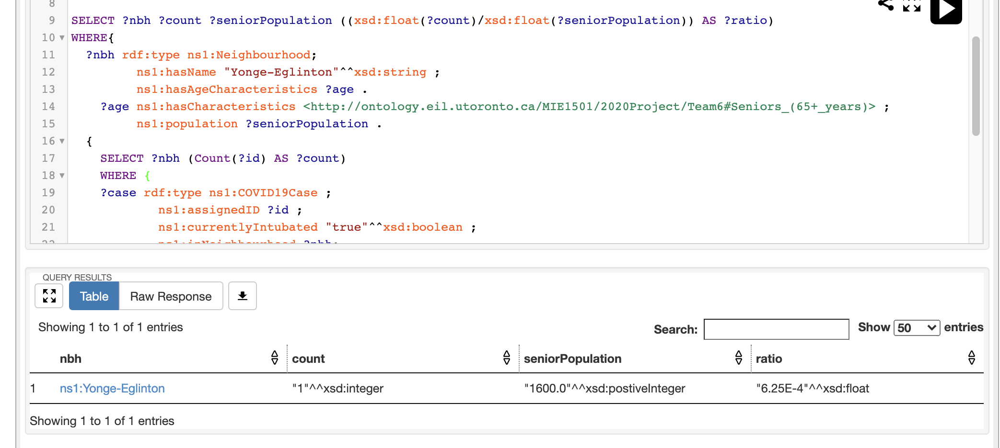 8
9 SELECT ?nbh ?count ?seniorPopulation ((xsd:float(?count)/xsd:float(?seniorPopulation)) AS ?ratio)
10 WHERE{
11 ?nbh rdf:type ns1:Neighbourhood;
12 ns1:hasName "Yonge-Eglinton"^^xsd:string ;
13 ns1:hasAgeCharacteristics ?age .
14 ?age ns1:hasCharacteristics <http://ontology.eil.utoronto.ca/MIE1501/2020Project/Team6#Seniors_(65+_years)> ;
15 ns1:population ?seniorPopulation .
16 {
17 SELECT ?nbh (Count(?id) AS ?count)
18 WHERE {
19 ?case rdf:type ns1:COVID19Case ;
20 ns1:assignedID ?id ;
21 ns1:currentlyIntubated "true"^^xsd:boolean ;
22 ns1:inNeighbourhood ?nbh;
QUERY RESULTS
Table Raw Response
Showing 1 to 1 of 1 entries
Search: Show 50 entries
nbh count seniorPopulation ratio
1 ns1:Yonge-Eglinton "1"^^xsd:integer "1600.0"^^xsd:postiveInteger "6.25E-4"^^xsd:float
Showing 1 to 1 of 1 entries